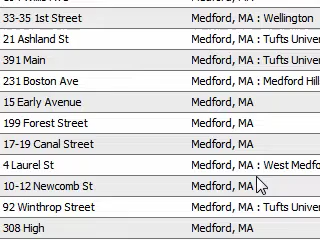 33-35 1st Street Medford, MA : Wellington
21 Ashland St Medford, MA : Tufts Univer
391 Main Medford, MA : Tufts Univer
231 Boston Ave Medford, MA : Medford Hill
15 Early Avenue Medford, MA
199 Forest Street Medford, MA
17-19 Canal Street Medford, MA
4 Laurel St Medford, MA : West Medfo
10-12 Newcomb St Medford, MA
92 Winthrop Street Medford, MA : Tufts Univer
308 High Medford, MA